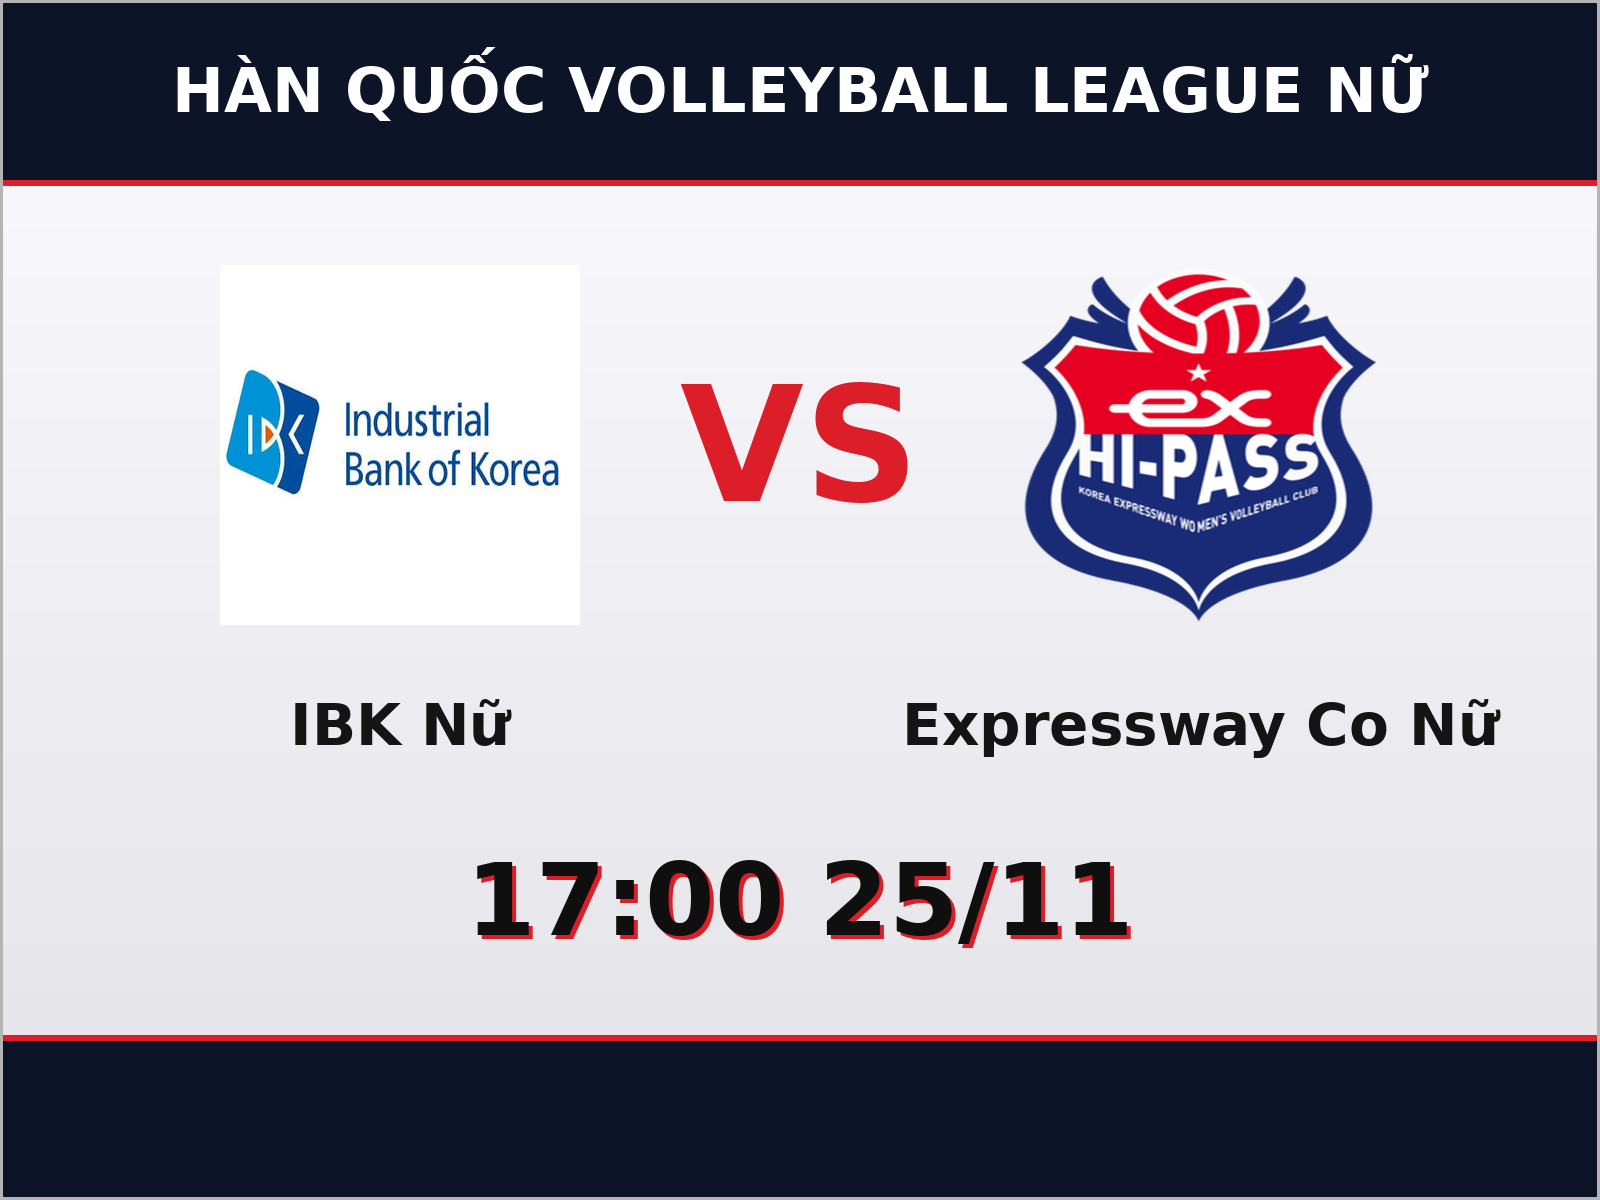 HÀN QUỐC VOLLEYBALL LEAGUE NỮ
IBK
Industrial
Bank of Korea
VS
ex
HI-PASS
KOREA EXPRESSWAY WOMEN'S VOLLEYBALL CLUB
IBK Nữ
Expressway Co Nữ
17:00 25/11